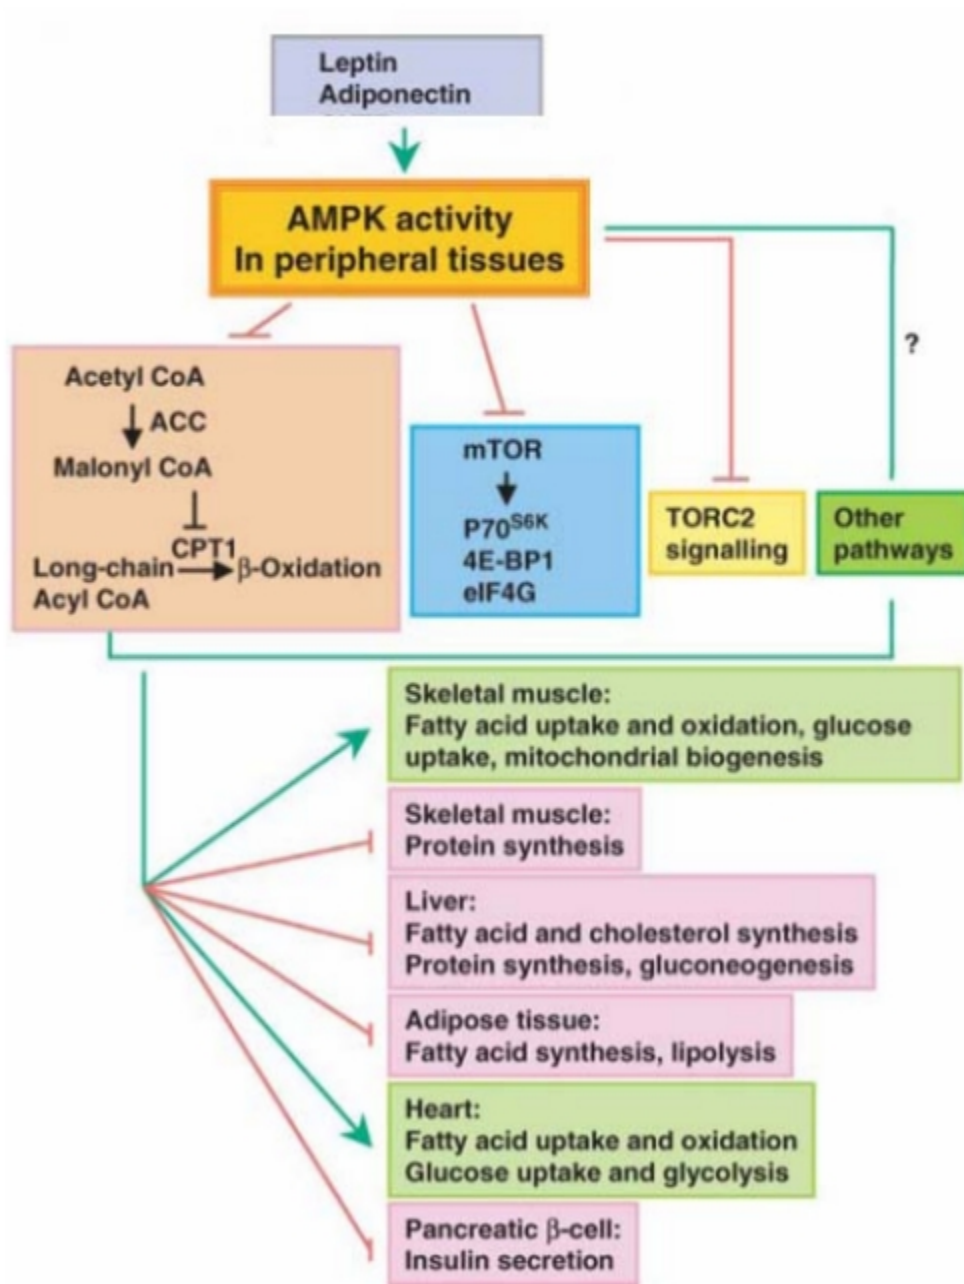 Leptin
Adiponectin
AMPK activity
In peripheral tissues
?
Acetyl CoA
ACC
Malonyl CoA
CPT1
Long-chain β-Oxidation
Acyl CoA
mTOR
P70S6K
4E-BP1
eIF4G
TORC2
signalling
Other
pathways
Skeletal muscle:
Fatty acid uptake and oxidation, glucose
uptake, mitochondrial biogenesis
Skeletal muscle:
Protein synthesis
Liver:
Fatty acid and cholesterol synthesis
Protein synthesis, gluconeogenesis
Adipose tissue:
Fatty acid synthesis, lipolysis
Heart:
Fatty acid uptake and oxidation
Glucose uptake and glycolysis
Pancreatic β-cell:
Insulin secretion